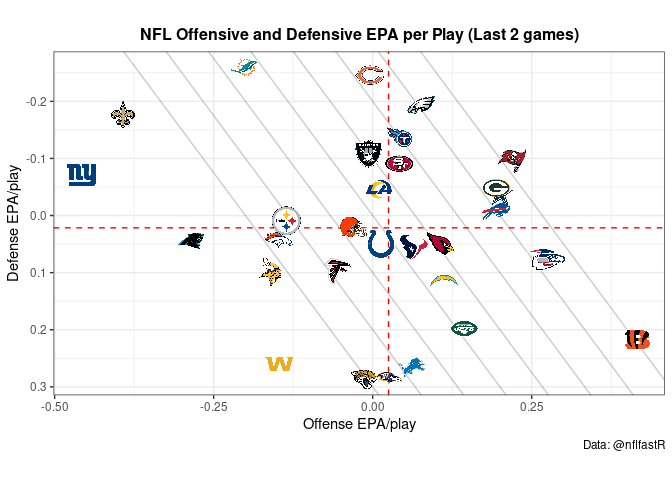 NFL Offensive and Defensive EPA per Play (Last 2 games)
-0.2
-0.1
0.0
0.1
0.2
0.3
Defense EPA/play
ny
LA
W
-0.50
-0.25
0.00
0.25
Offense EPA/play
Data: @nflfastR